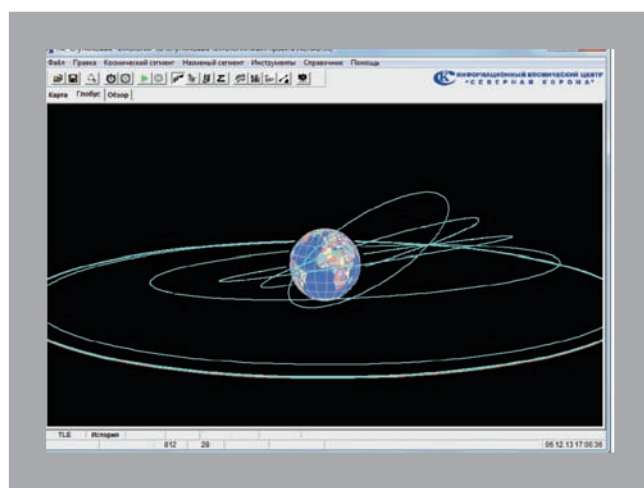 Файл Правка Космический сегмент Наземный сегмент Инструменты Справочник Помощь
ИНФОРМАЦИОННЫЙ КОСМИЧЕСКИЙ ЦЕНТР
"СЕВЕРНАЯ КОРОНА"
Карта Глобус Обзор
TLE История
812 28 06.12.13 17:08:36